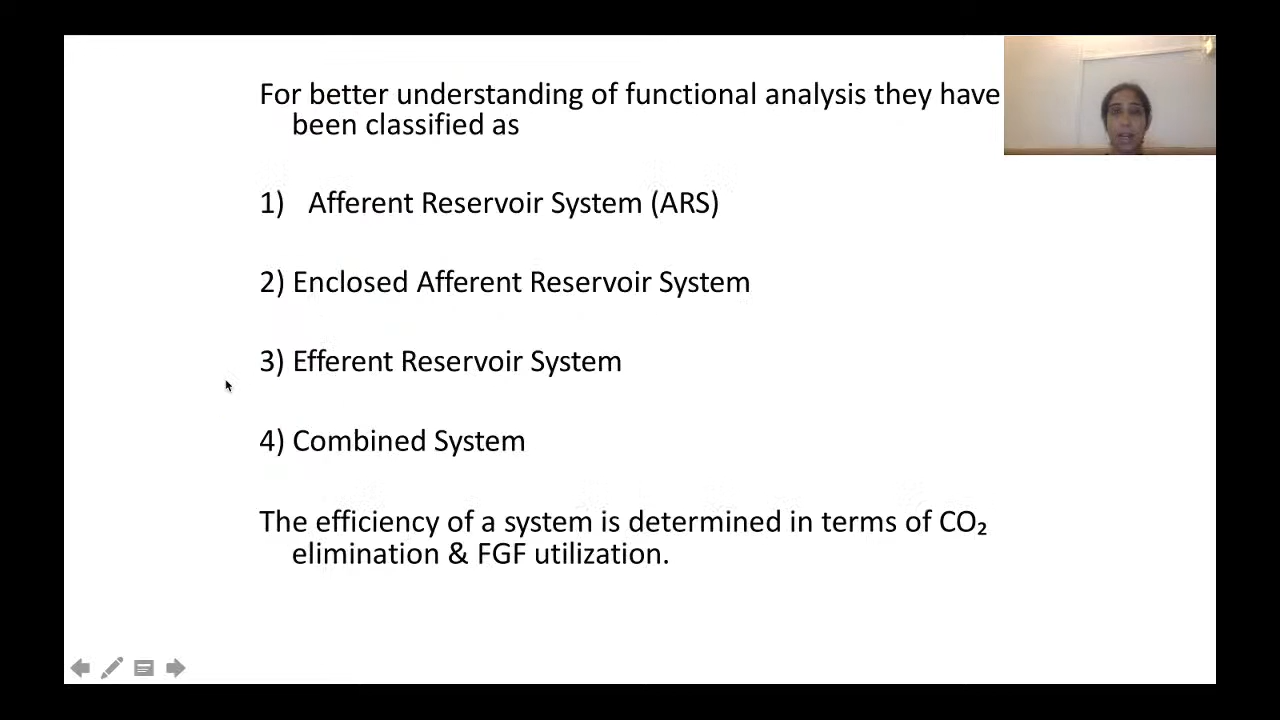 For better understanding of functional analysis they have
been classified as
1) Afferent Reservoir System (ARS)
2) Enclosed Afferent Reservoir System
3) Efferent Reservoir System
4) Combined System
The efficiency of a system is determined in terms of CO₂
elimination & FGF utilization.